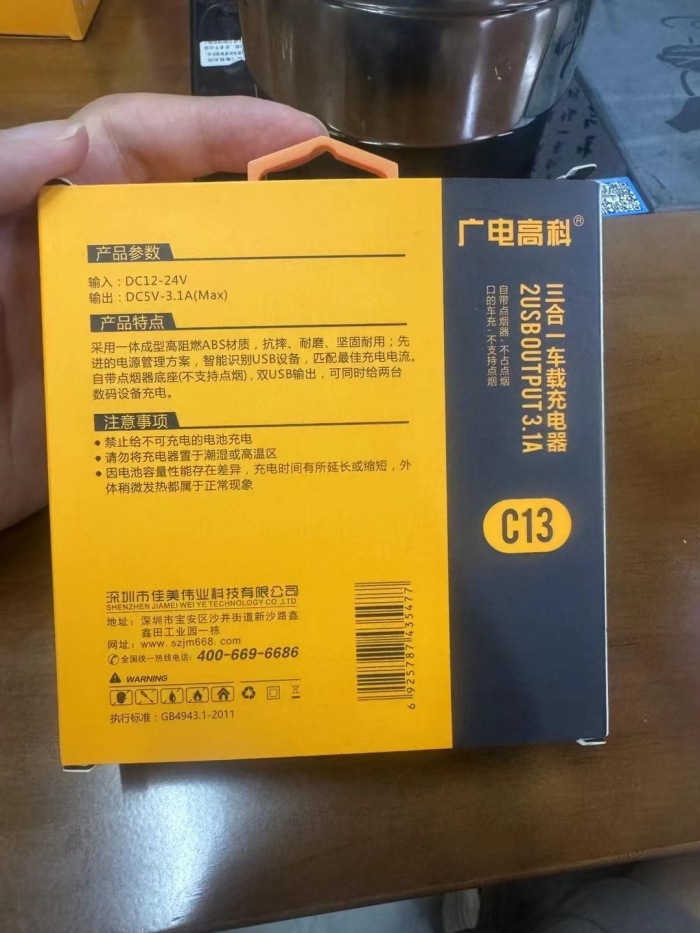 产品参数
输入：DC12-24V
输出：DC5V-3.1A(Max)
产品特点
采用一体成型高阻燃ABS材质，抗摔、耐磨、坚固耐用；先
进的电源管理方案，智能识别USB设备，匹配最佳充电电流。
自带点烟器底座(不支持点烟)，双USB输出，可同时给两台
数码设备充电。
注意事项
● 禁止给不可充电的电池充电
● 请勿将充电器置于潮湿或高温区
● 因电池容量性能存在差异，充电时间有所延长或缩短，外
体稍微发热都属于正常现象
深圳市佳美伟业科技有限公司
SHENZHEN JIAMEI WEI YE TECHNOLOGY CO.,LTD
地址：深圳市宝安区沙井街道新沙路鑫
鑫田工业园一栋
网址：www.szjm668.com
全国统一热线电话：400-669-6686
WARNING
执行标准：GB4943.1-2011
6925787435477
广电高科®
三合一车载充电器
2USBOUTPUT3.1A
自带点烟器·不占点烟
口的车充·不支持点烟
C13